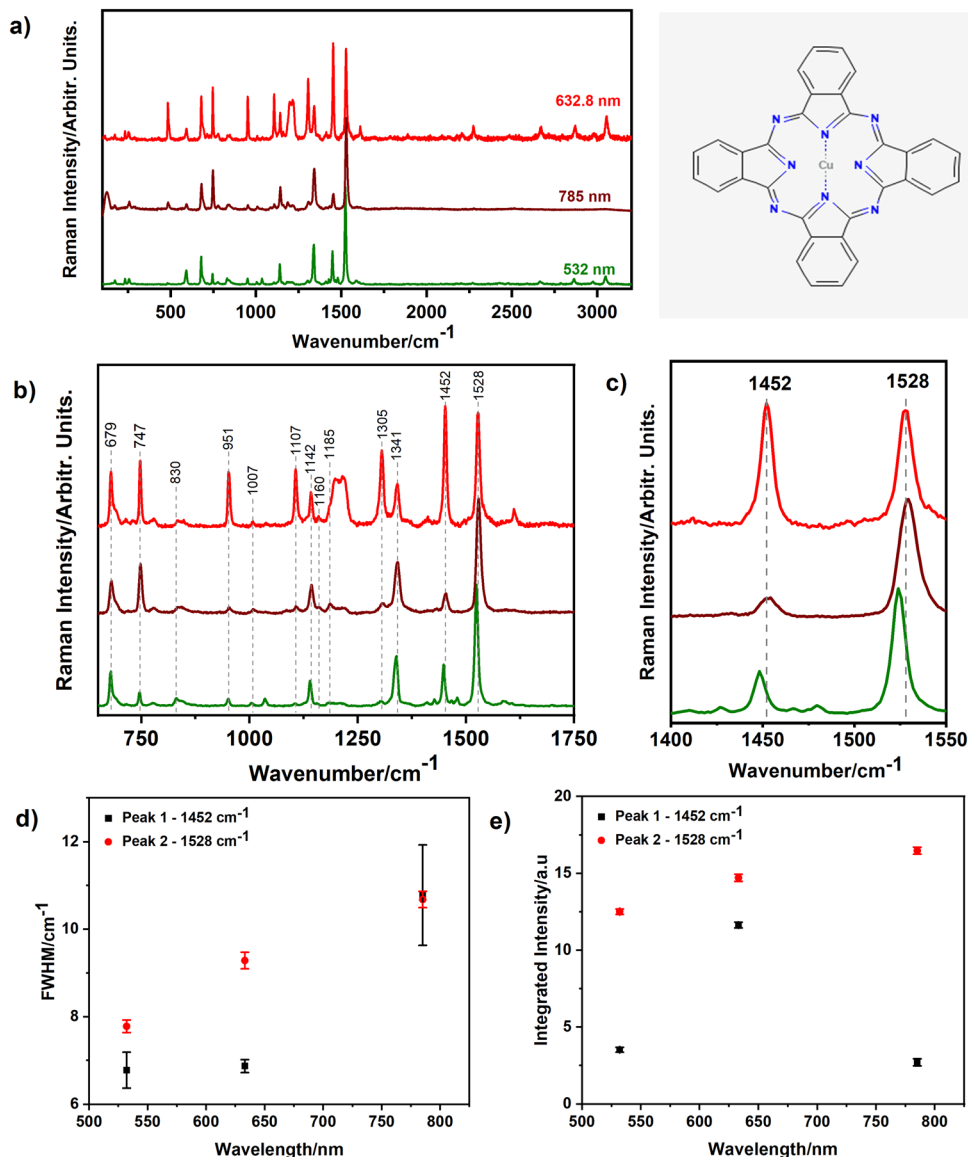 a)
Raman Intensity/Arbitr. Units.
632.8 nm
785 nm
532 nm
500 1000 1500 2000 2500 3000
Wavenumber/cm-1
N N
N
N Cu N
N
N N
b)
Raman Intensity/Arbitr. Units.
679
747
830
951
1007
1107
1142
1160
1185
1305
1341
1452
1528
750 1000 1250 1500 1750
Wavenumber/cm-1
c)
Raman Intensity/Arbitr. Units.
1452 1528
1400 1450 1500 1550
Wavenumber/cm-1
d)
Peak 1 - 1452 cm-1
Peak 2 - 1528 cm-1
FWHM/cm-1
12
10
8
6
500 550 600 650 700 750 800
Wavelength/nm
e)
Peak 1 - 1452 cm-1
Peak 2 - 1528 cm-1
Integrated Intensity/a.u
20
15
10
5
0
500 550 600 650 700 750 800
Wavelength/nm